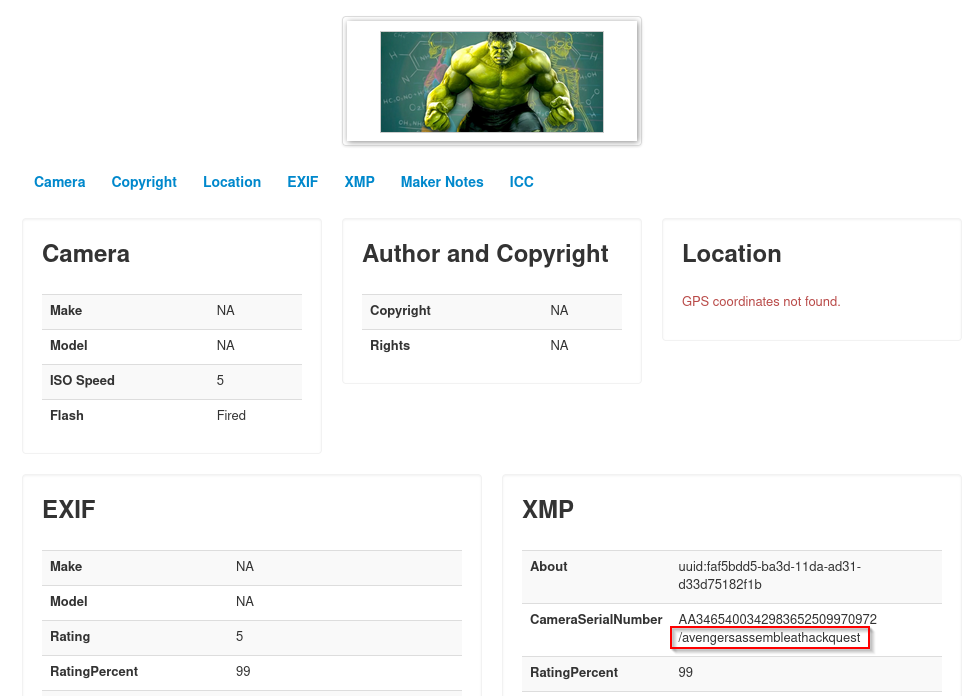 Camera Copyright Location EXIF XMP Maker Notes ICC
Camera
Make NA
Model NA
ISO Speed 5
Flash Fired
Author and Copyright
Copyright NA
Rights NA
Location
GPS coordinates not found.
EXIF
Make NA
Model NA
Rating 5
RatingPercent 99
XMP
About uuid:faf5bdd5-ba3d-11da-ad31-
d33d75182f1b
CameraSerialNumber AA3465400342983652509970972
/avengersassembleathackquest
RatingPercent 99